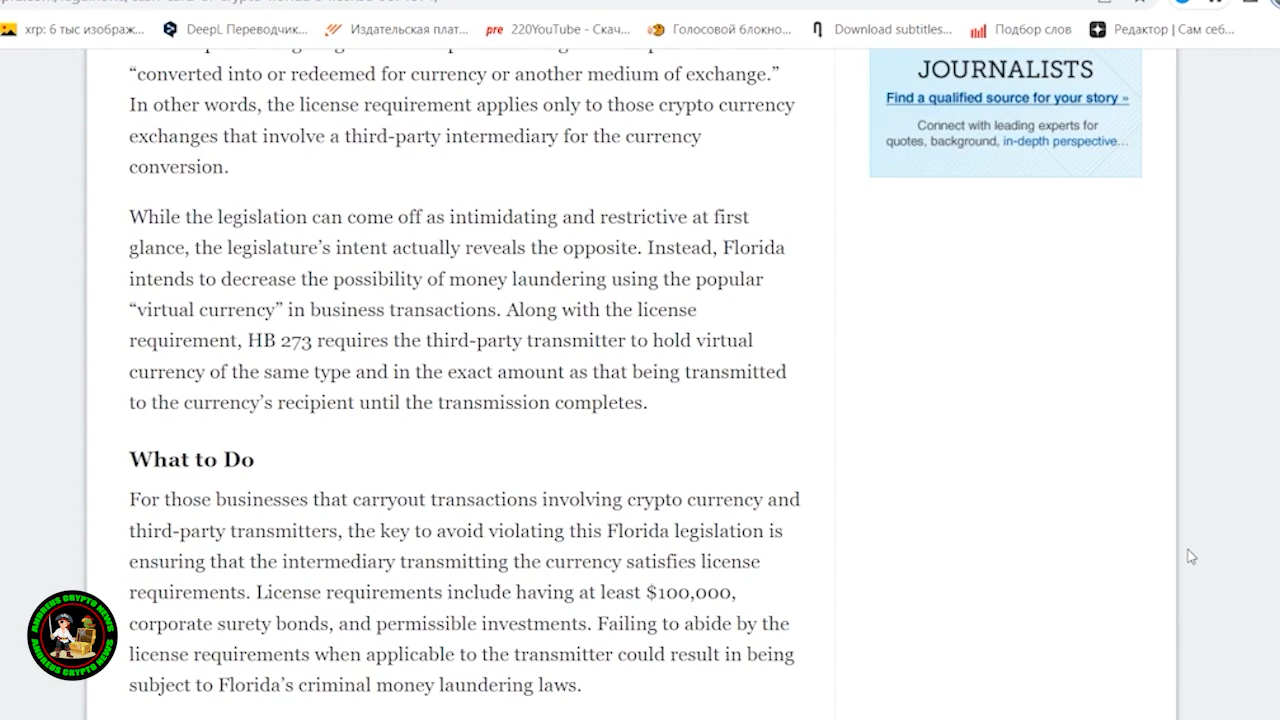 хrp: 6 тыс изображ...
DeepL Переводчик...
Издательская плат...
pre 220YouTube - Скач...
Голосовой блокно...
Download subtitles...
Подбор слов
Редактор | Сам себ...
“converted into or redeemed for currency or another medium of exchange.”
In other words, the license requirement applies only to those crypto currency
exchanges that involve a third-party intermediary for the currency
conversion.
While the legislation can come off as intimidating and restrictive at first
glance, the legislature’s intent actually reveals the opposite. Instead, Florida
intends to decrease the possibility of money laundering using the popular
“virtual currency” in business transactions. Along with the license
requirement, HB 273 requires the third-party transmitter to hold virtual
currency of the same type and in the exact amount as that being transmitted
to the currency’s recipient until the transmission completes.
What to Do
For those businesses that carryout transactions involving crypto currency and
third-party transmitters, the key to avoid violating this Florida legislation is
ensuring that the intermediary transmitting the currency satisfies license
requirements. License requirements include having at least $100,000,
corporate surety bonds, and permissible investments. Failing to abide by the
license requirements when applicable to the transmitter could result in being
subject to Florida’s criminal money laundering laws.
JOURNALISTS
Find a qualified source for your story »
Connect with leading experts for
quotes, background, in-depth perspective...
ANDREUS CRYPTO NEWS
ANDREUS CRYPTO NEWS